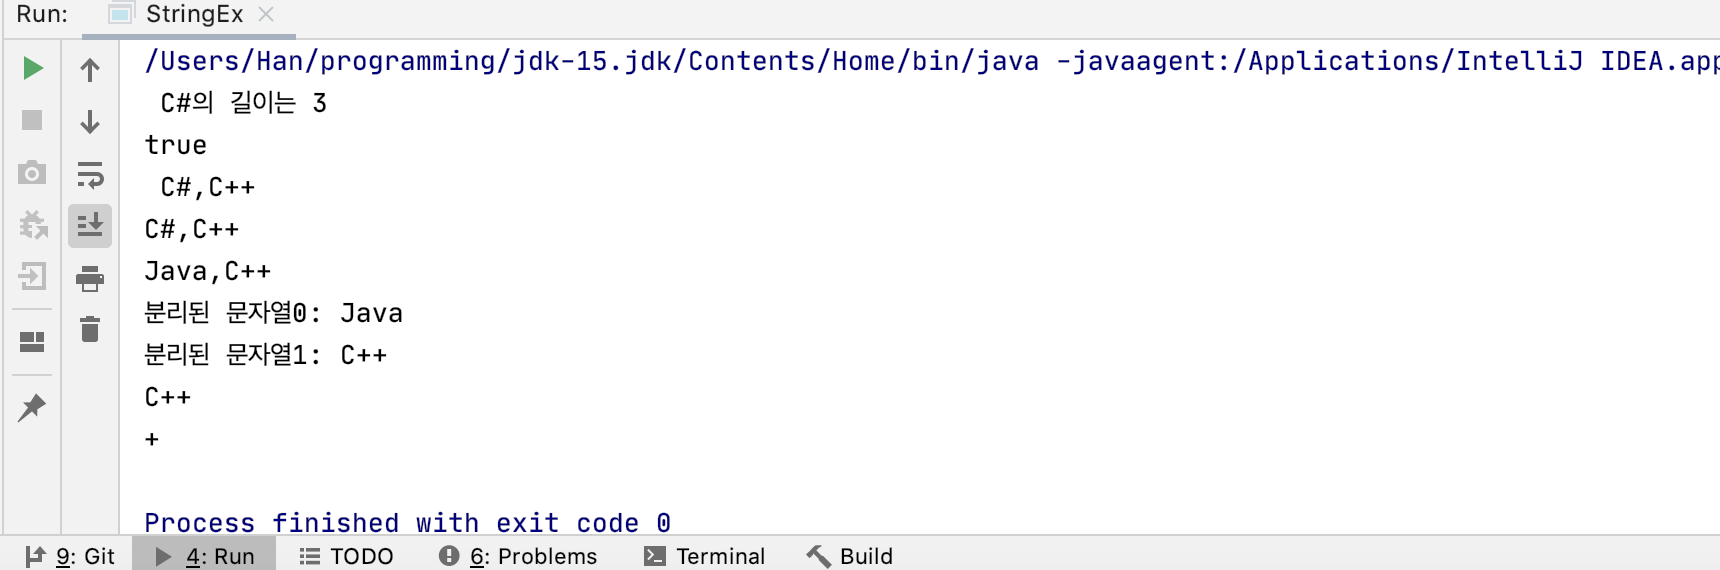 Run: StringEx
/Users/Han/programming/jdk-15.jdk/Contents/Home/bin/java -javaagent:/Applications/IntelliJ IDEA.app
 C#의 길이는 3
true
 C#,C++
C#,C++
Java,C++
분리된 문자열0: Java
분리된 문자열1: C++
C++
+
Process finished with exit code 0
9: Git 4: Run TODO 6: Problems Terminal Build